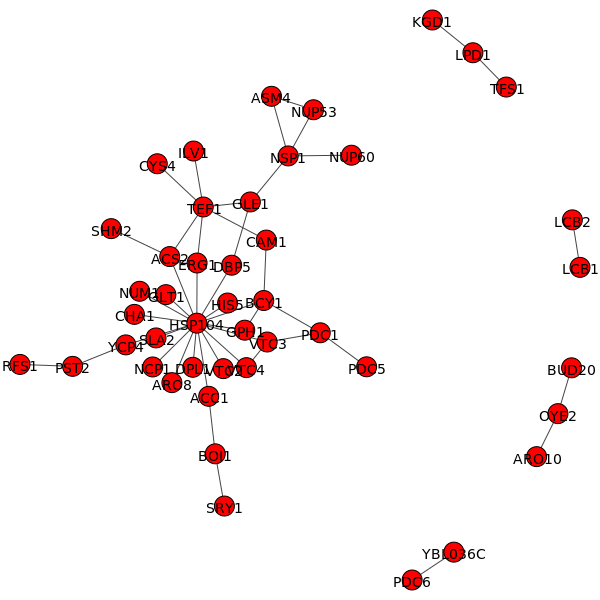 KGD1
LPD1
TFS1
ASM4
NUP53
NSP1
NUP60
ILV1
CYS4
TEF1
GLE1
SHM2
CAM1
ACS2
ERG1
DBP5
LCB2
LCB1
NUM1
GLT1
HIS5
BCY1
CHA1
HSP104
GPH1
PDC1
SLA2
YCP4
VTC3
RFS1
PST2
NCP1
DPL1
VTC2
VTC4
PDC5
BUD20
ARO8
ACC1
OYE2
BOI1
ARO10
SRY1
YBL036C
PDC6